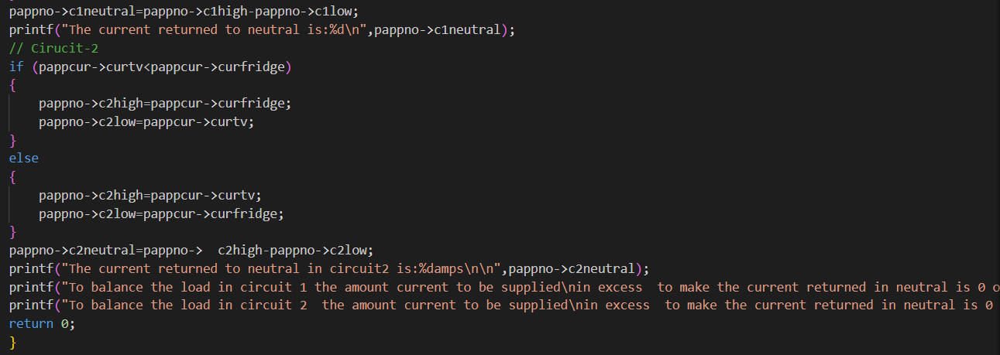 pappno->c1neutral=pappno->c1high-pappno->c1low;
printf("The current returned to neutral is:%d\n",pappno->c1neutral);
// Cirucit-2
if (pappcur->curtv<pappcur->curfridge)
{
    pappno->c2high=pappcur->curfridge;
    pappno->c2low=pappcur->curtv;
}
else
{
    pappno->c2high=pappcur->curtv;
    pappno->c2low=pappcur->curfridge;
}
pappno->c2neutral=pappno->  c2high-pappno->c2low;
printf("The current returned to neutral in circuit2 is:%damps\n\n",pappno->c2neutral);
printf("To balance the load in circuit 1 the amount current to be supplied\nin excess  to make the current returned in neutral is 0 o
printf("To balance the load in circuit 2  the amount current to be supplied\nin excess  to make the current returned in neutral is 0
return 0;
}